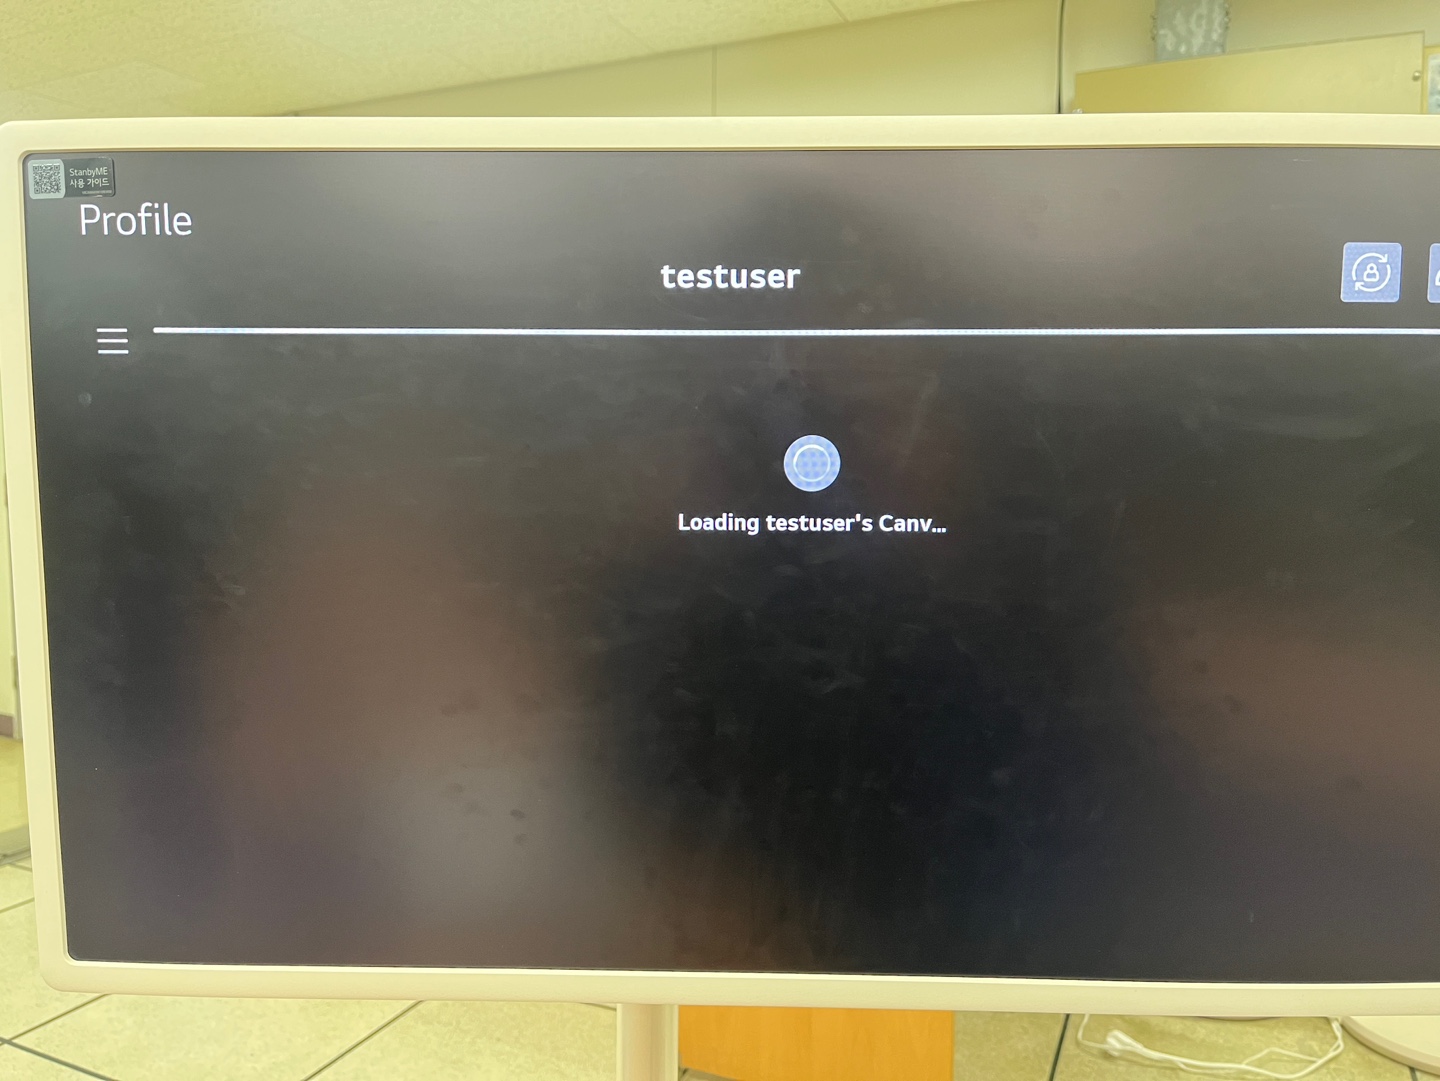 StanbyME
사용 가이드
Profile
testuser
Loading testuser's Canv...